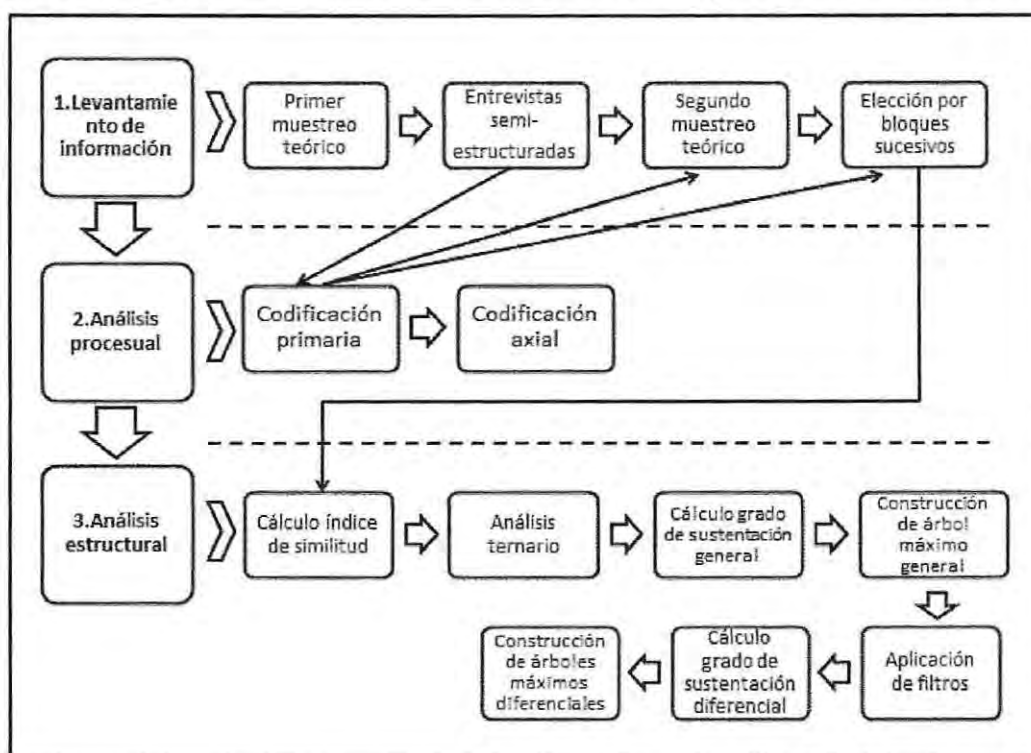 1.Levantamie
nto de
información
Primer
muestreo
teórico
Entrevistas
semi-
estructuradas
Segundo
muestreo
teórico
Elección por
bloques
sucesivos
2.Análisis
procesual
Codificación
primaria
Codificación
axial
3.Análisis
estructural
Cálculo índice
de similitud
Análisis
ternario
Cálculo grado
de sustentación
general
Construcción
de árbol
máximo
general
Construcción
de árboles
máximos
diferenciales
Cálculo
grado de
sustentación
diferencial
Aplicación
de filtros